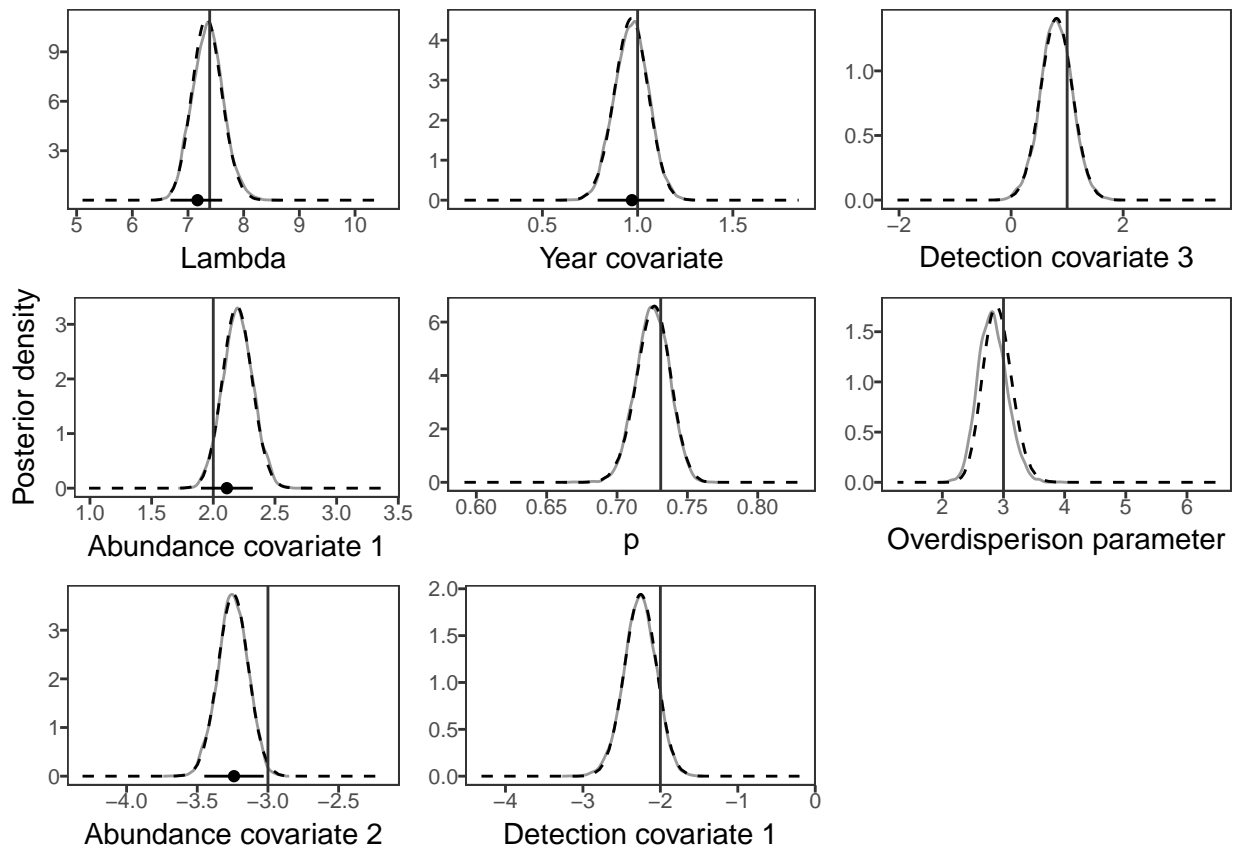 9
6
3
5 6 7 8 9 10
Lambda
4
3
2
1
0
0.5 1.0 1.5
Year covariate
1.0
0.5
0.0
−2 0 2
Detection covariate 3
Posterior density
3
2
1
0
1.0 1.5 2.0 2.5 3.0 3.5
Abundance covariate 1
6
4
2
0
0.60 0.65 0.70 0.75 0.80
p
1.5
1.0
0.5
0.0
2 3 4 5 6
Overdisperison parameter
3
2
1
0
−4.0 −3.5 −3.0 −2.5
Abundance covariate 2
2.0
1.5
1.0
0.5
0.0
−4 −3 −2 −1 0
Detection covariate 1